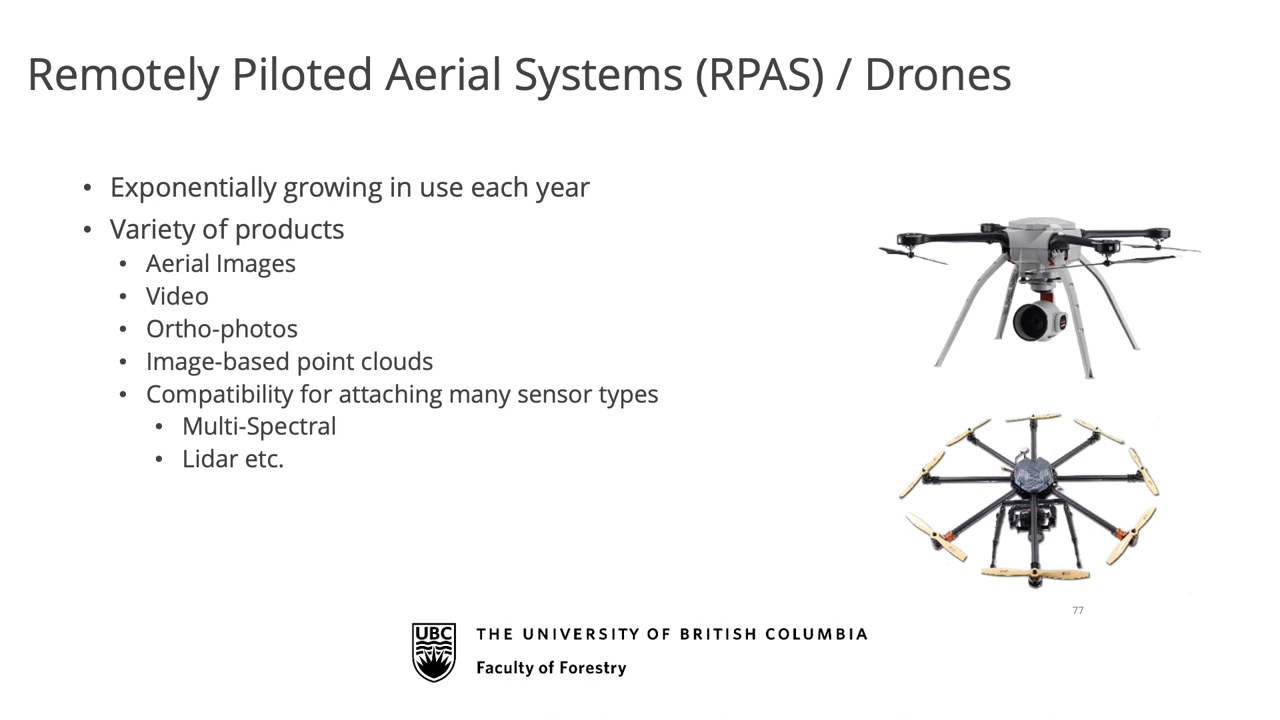 Remotely Piloted Aerial Systems (RPAS) / Drones
• Exponentially growing in use each year
• Variety of products
• Aerial Images
• Video
• Ortho-photos
• Image-based point clouds
• Compatibility for attaching many sensor types
• Multi-Spectral
• Lidar etc.
77
UBC
THE UNIVERSITY OF BRITISH COLUMBIA
Faculty of Forestry